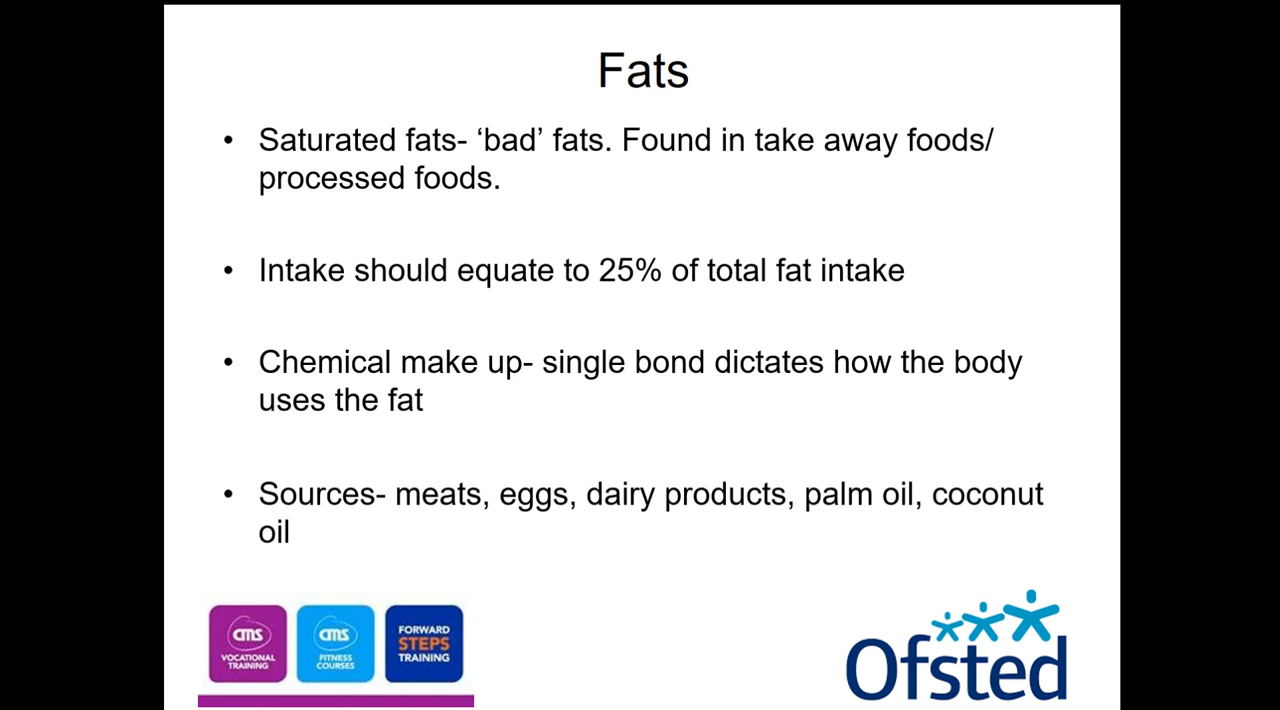 Fats
• Saturated fats- ‘bad’ fats. Found in take away foods/
processed foods.
• Intake should equate to 25% of total fat intake
• Chemical make up- single bond dictates how the body
uses the fat
• Sources- meats, eggs, dairy products, palm oil, coconut
oil
cms
VOCATIONAL
TRAINING
cms
FITNESS
COURSES
FORWARD
STEPS
TRAINING
Ofsted